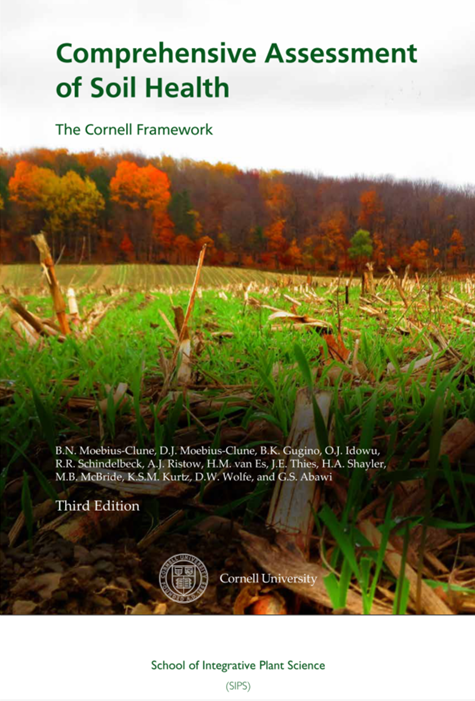 Comprehensive Assessment
of Soil Health
The Cornell Framework
B.N. Moebius-Clune, D.J. Moebius-Clune, B.K. Gugino, O.J. Idowu,
R.R. Schindelbeck, A.J. Ristow, H.M. van Es, J.E. Thies, H.A. Shayler,
M.B. McBride, K.S.M. Kurtz, D.W. Wolfe, and G.S. Abawi
Third Edition
Cornell University
School of Integrative Plant Science
(SIPS)